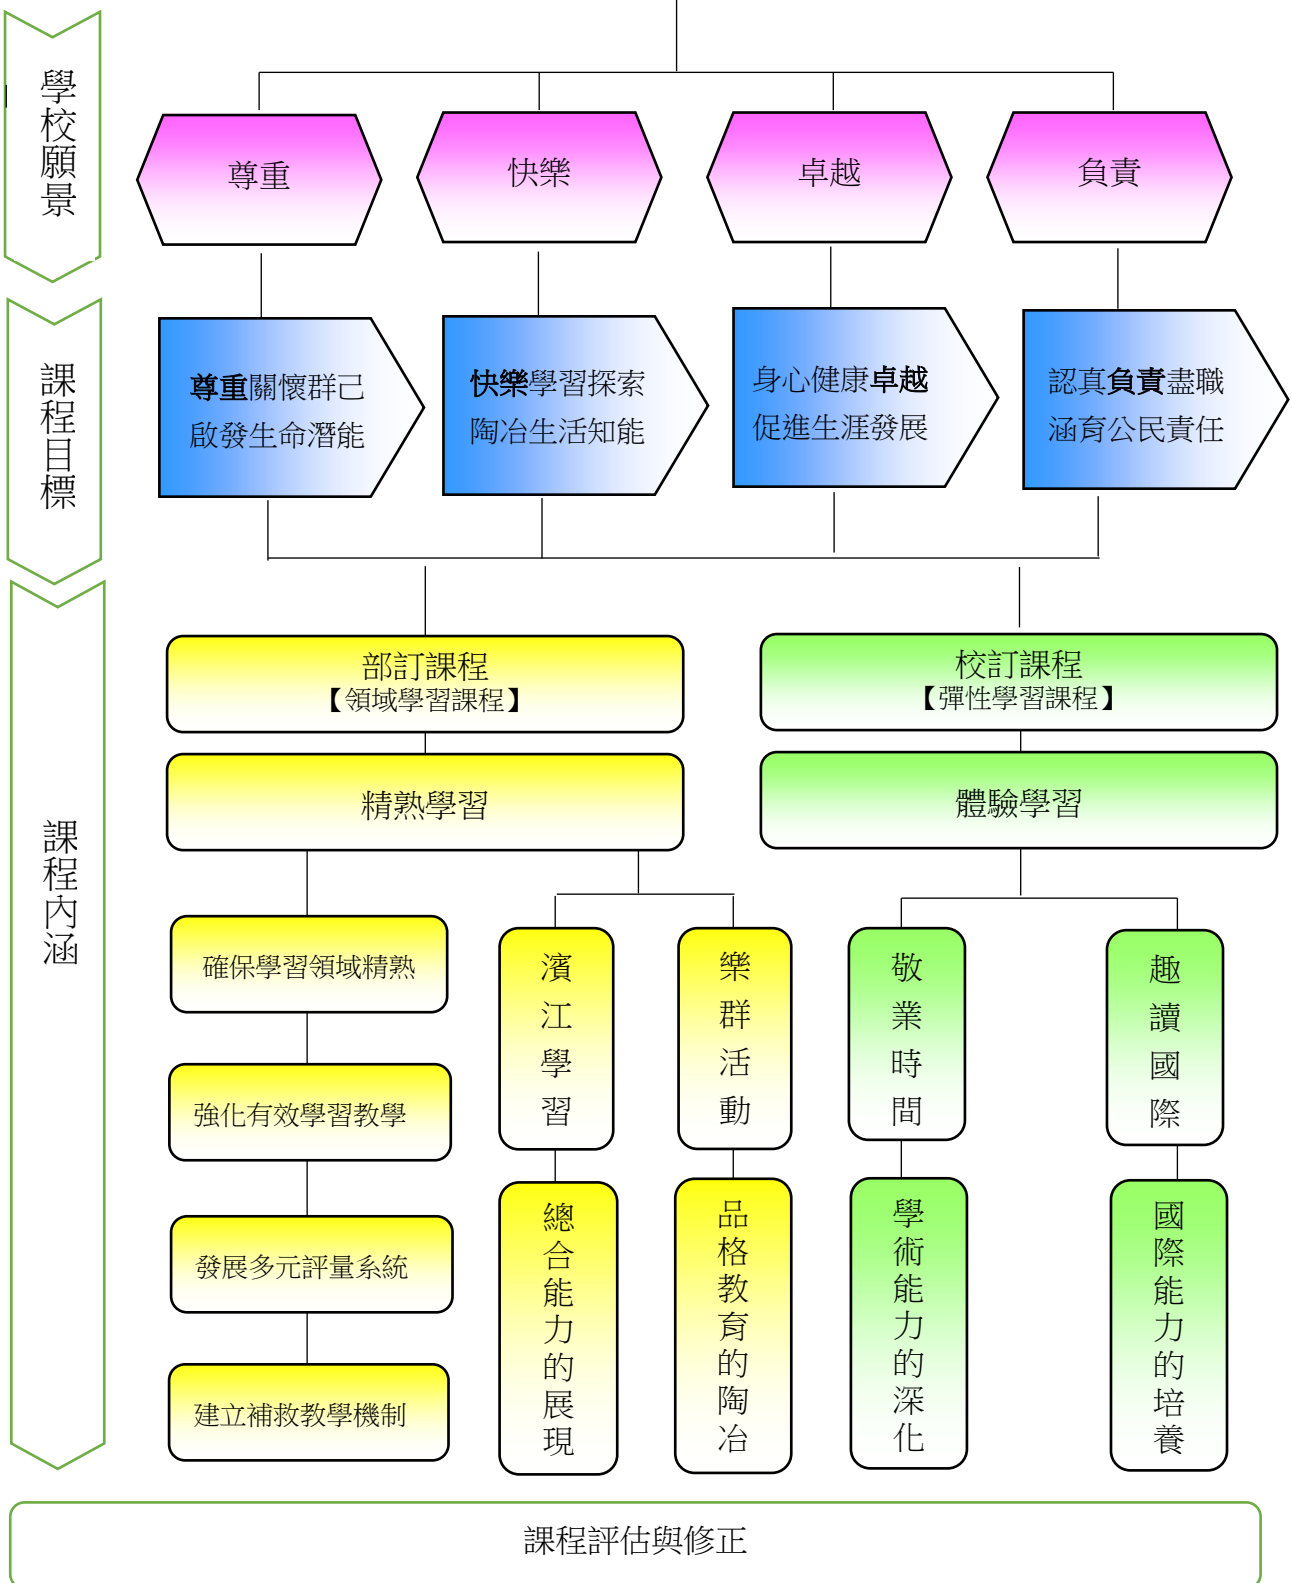 學校願景
尊重
快樂
卓越
負責
課程目標
尊重關懷群己
啟發生命潛能
快樂學習探索
陶冶生活知能
身心健康卓越
促進生涯發展
認真負責盡職
涵育公民責任
課程內涵
部訂課程
【領域學習課程】
校訂課程
【彈性學習課程】
精熟學習
體驗學習
確保學習領域精熟
強化有效學習教學
發展多元評量系統
建立補救教學機制
濱江學習
樂群活動
敬業時間
趣讀國際
總合能力的展現
品格教育的陶冶
學術能力的深化
國際能力的培養
課程評估與修正